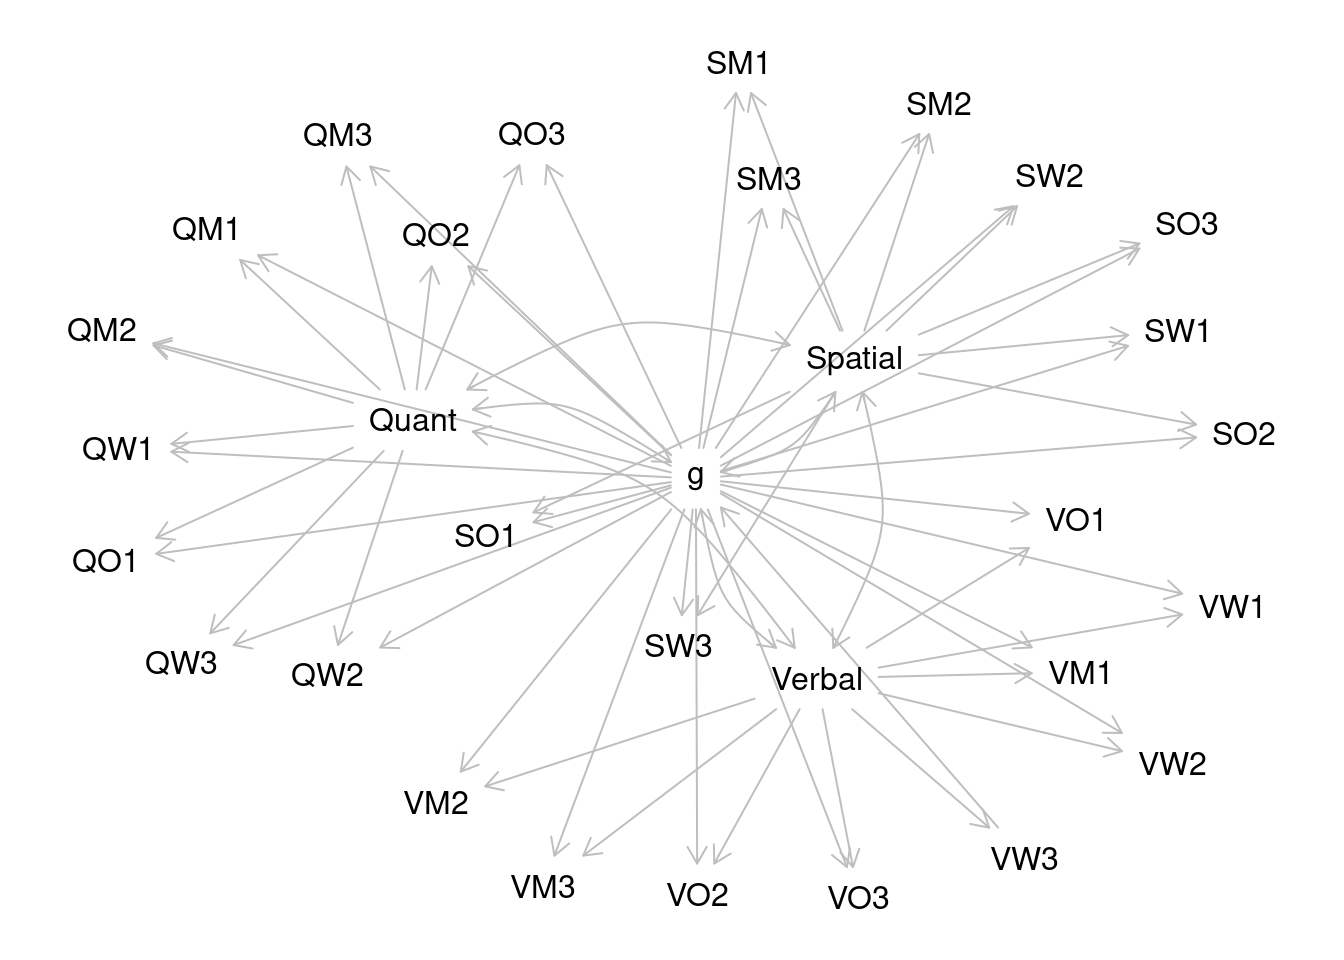 SM1
SM2
QM3
QO3
SM3
SW2
QM1
QO2
SO3
QM2
SW1
Spatial
Quant
QW1
SO2
g
SO1
VO1
QO1
VW1
SW3
QW3
QW2
Verbal
VM1
VW2
VM2
VW3
VM3
VO2
VO3